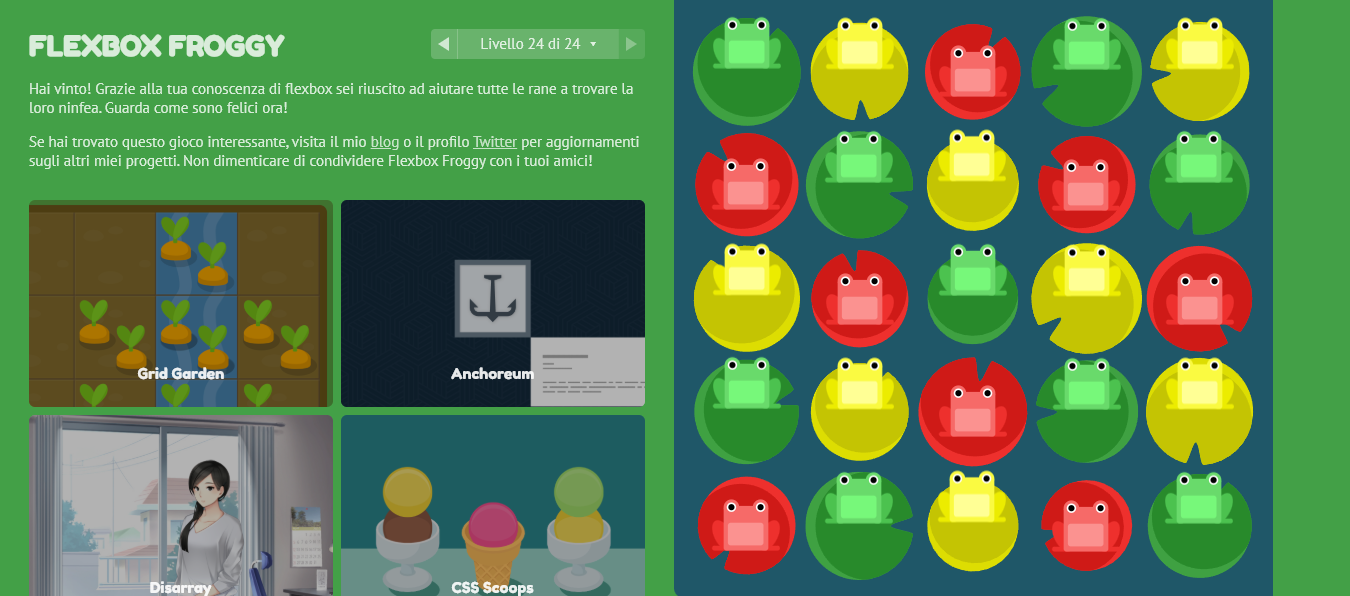 FLEXBOX FROGGY
Livello 24 di 24
Hai vinto! Grazie alla tua conoscenza di flexbox sei riuscito ad aiutare tutte le rane a trovare la
loro ninfea. Guarda come sono felici ora!
Se hai trovato questo gioco interessante, visita il mio blog o il profilo Twitter per aggiornamenti
sugli altri miei progetti. Non dimenticare di condividere Flexbox Froggy con i tuoi amici!
Grid Garden
Anchoreum
Disarray
CSS Scoops